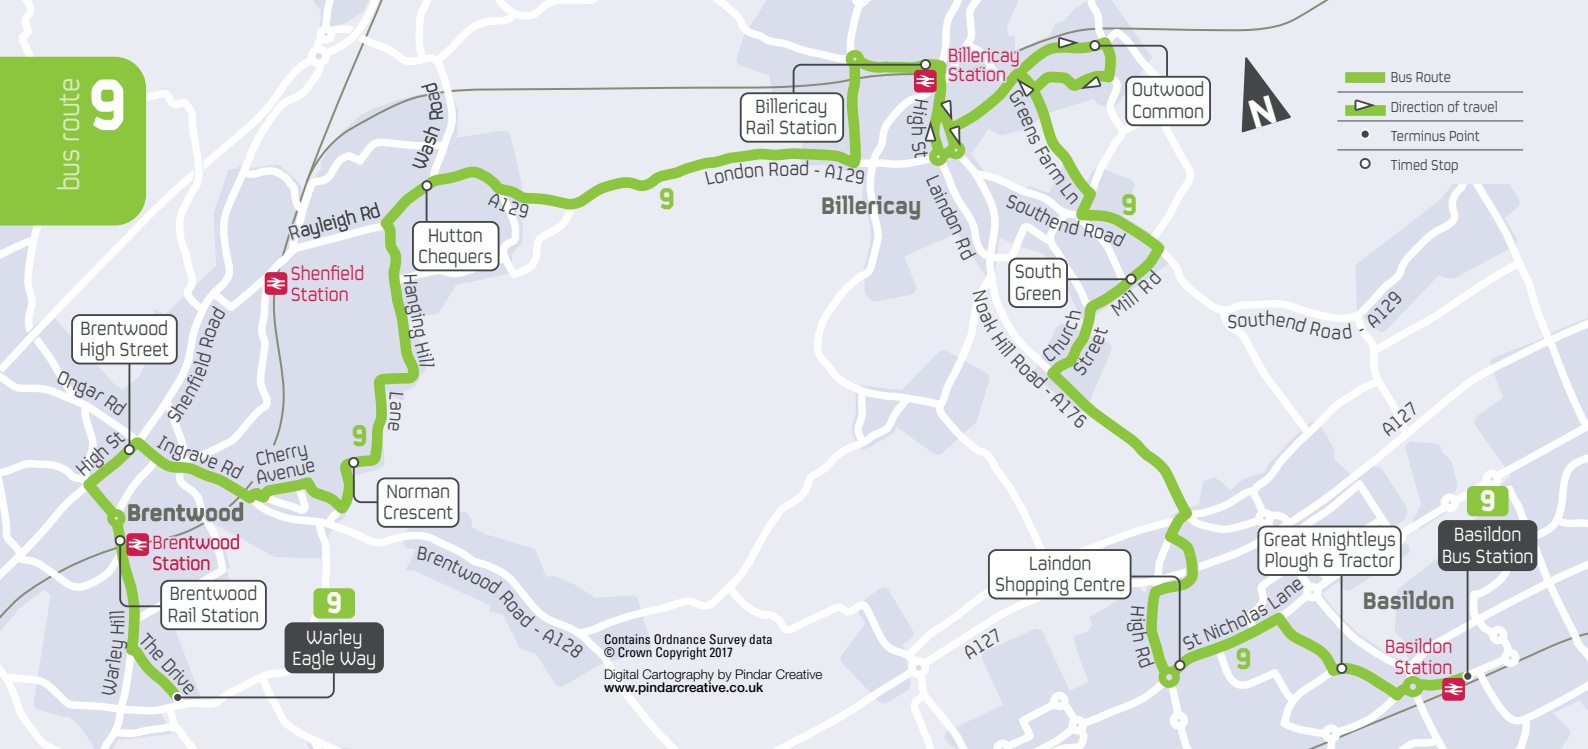 bus route
9
Wash Road
Rayleigh Rd
A129
Hutton
Chequers
Shenfield
Station
Hanging Hill
Lane
9
Brentwood
High Street
Ongar Rd
Shenfield Road
High St
Ingrave Rd
Cherry
Avenue
Norman
Crescent
Brentwood
Brentwood
Station
Brentwood
Rail Station
Warley Hill
The Drive
9
Warley
Eagle Way
Brentwood Road - A128
9
London Road - A129
Billericay
Rail Station
Billericay
Station
High St
Billericay
Laindon Rd
Greens Farm Ln
Outwood
Common
9
Southend Road
South
Green
Mill Rd
Church
Street
Noak Hill Road - A176
Southend Road - A129
A127
N
Bus Route
Direction of travel
Terminus Point
Timed Stop
Contains Ordnance Survey data
© Crown Copyright 2017
Digital Cartography by Pindar Creative
www.pindarcreative.co.uk
A127
Laindon
Shopping Centre
High Rd
St Nicholas Lane
9
Great Knightleys
Plough & Tractor
9
Basildon
Bus Station
Basildon
Basildon
Station